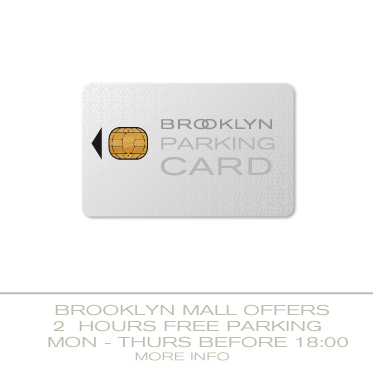 BROOKLYN
PARKING
CARD
BROOKLYN MALL OFFERS
2 HOURS FREE PARKING
MON - THURS BEFORE 18:00
MORE INFO